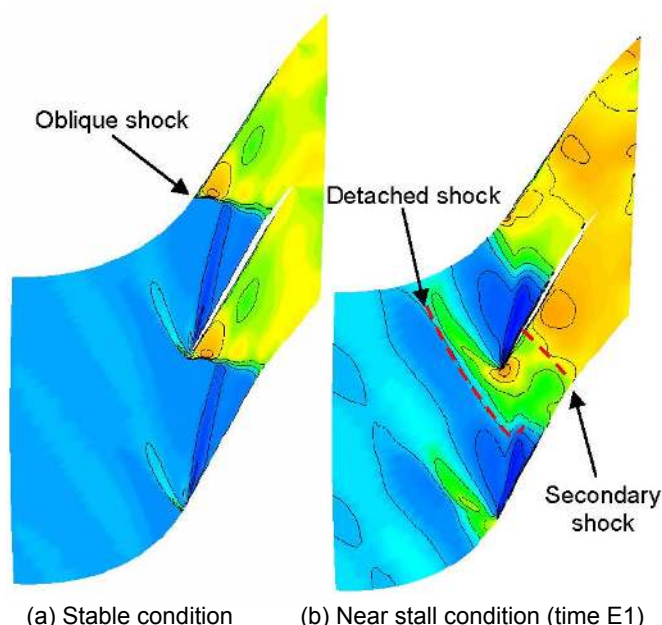 Oblique shock
Detached shock
Secondary
shock
(a) Stable condition
(b) Near stall condition (time E1)